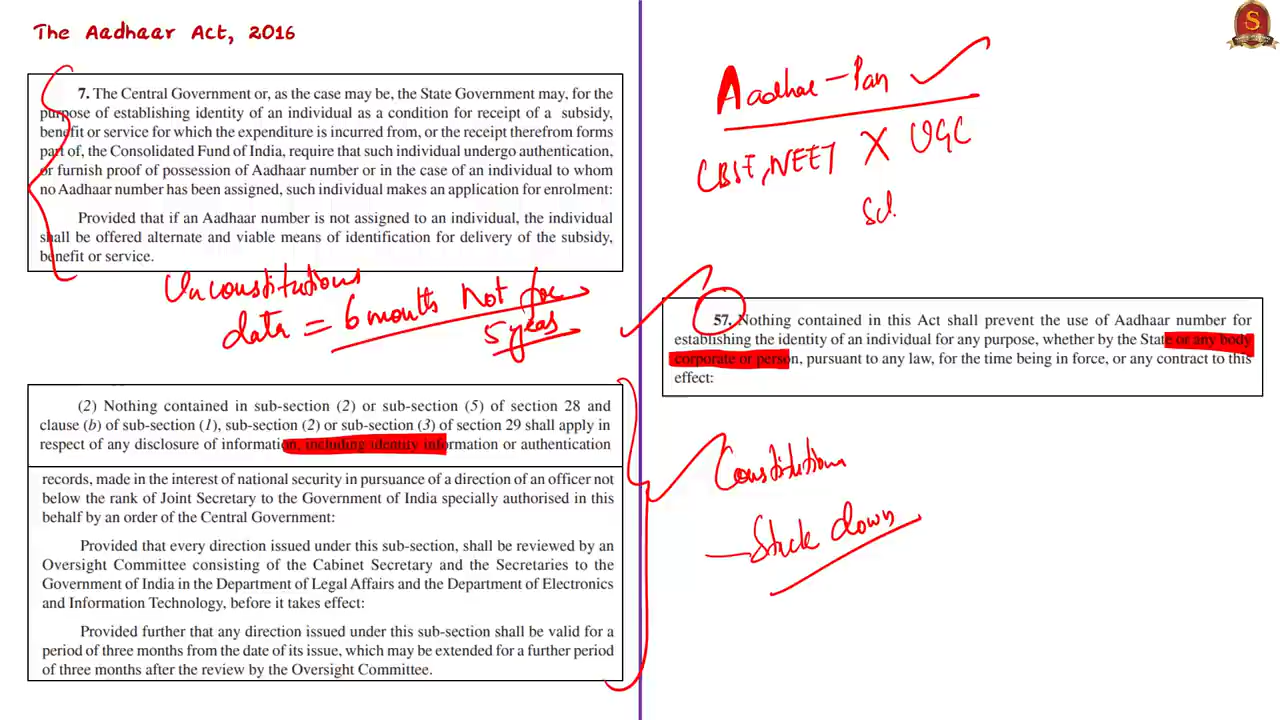 The Aadhaar Act, 2016
7. The Central Government or, as the case may be, the State Government may, for the
purpose of establishing identity of an individual as a condition for receipt of a subsidy,
benefit or service for which the expenditure is incurred from, or the receipt therefrom forms
part of, the Consolidated Fund of India, require that such individual undergo authentication,
or furnish proof of possession of Aadhaar number or in the case of an individual to whom
no Aadhaar number has been assigned, such individual makes an application for enrolment:
Provided that if an Aadhaar number is not assigned to an individual, the individual
shall be offered alternate and viable means of identification for delivery of the subsidy,
benefit or service.
Unconstitutions
data = 6 months Not for
5 year
(2) Nothing contained in sub-section (2) or sub-section (5) of section 28 and
clause (b) of sub-section (1), sub-section (2) or sub-section (3) of section 29 shall apply in
respect of any disclosure of information, including identity information or authentication
records, made in the interest of national security in pursuance of a direction of an officer not
below the rank of Joint Secretary to the Government of India specially authorised in this
behalf by an order of the Central Government:
Provided that every direction issued under this sub-section, shall be reviewed by an
Oversight Committee consisting of the Cabinet Secretary and the Secretaries to the
Government of India in the Department of Legal Affairs and the Department of Electronics
and Information Technology, before it takes effect:
Provided further that any direction issued under this sub-section shall be valid for a
period of three months from the date of its issue, which may be extended for a further period
of three months after the review by the Oversight Committee.
S
Aadhar - Pan
CBSE, NEET X UGC
57. Nothing contained in this Act shall prevent the use of Aadhaar number for
establishing the identity of an individual for any purpose, whether by the State or any body
corporate or person, pursuant to any law, for the time being in force, or any contract to this
effect:
Constitutions
- Stuck down